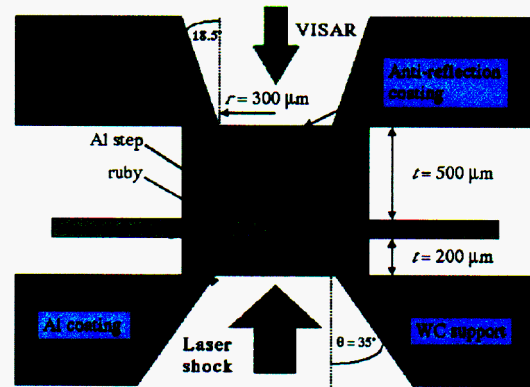 18.5°
VISAR
Anti-reflection
coating
r = 300 µm
Al step
ruby
t = 500 µm
t = 200 µm
Al coating
Laser
shock
θ = 35°
WC support